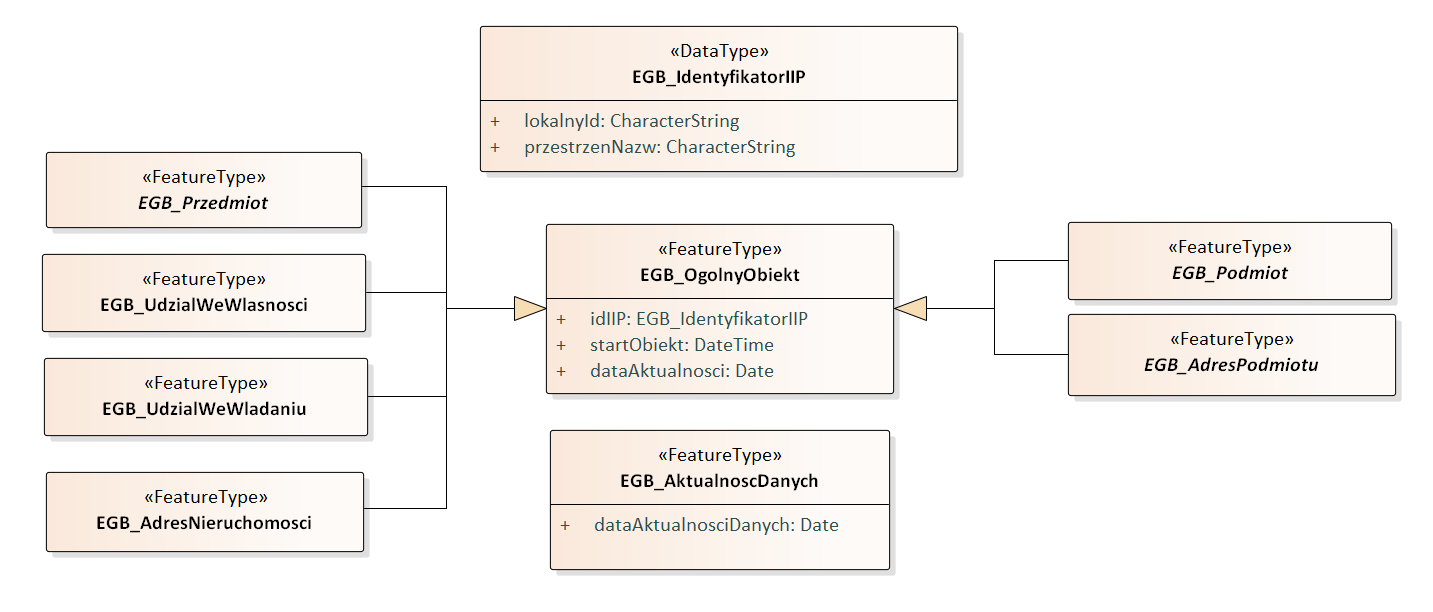 «DataType»
EGB_IdentyfikatorIIP
+ lokalnyId: CharacterString
+ przestrzenNazw: CharacterString
«FeatureType»
EGB_Przedmiot
«FeatureType»
EGB_UdzialWeWlasnosci
«FeatureType»
EGB_UdzialWeWladaniu
«FeatureType»
EGB_AdresNieruchomosci
«FeatureType»
EGB_OgolnyObiekt
+ idIIP: EGB_IdentyfikatorIIP
+ startObiekt: DateTime
+ dataAktualnosci: Date
«FeatureType»
EGB_AktualnoscDanych
+ dataAktualnosciDanych: Date
«FeatureType»
EGB_Podmiot
«FeatureType»
EGB_AdresPodmiotu